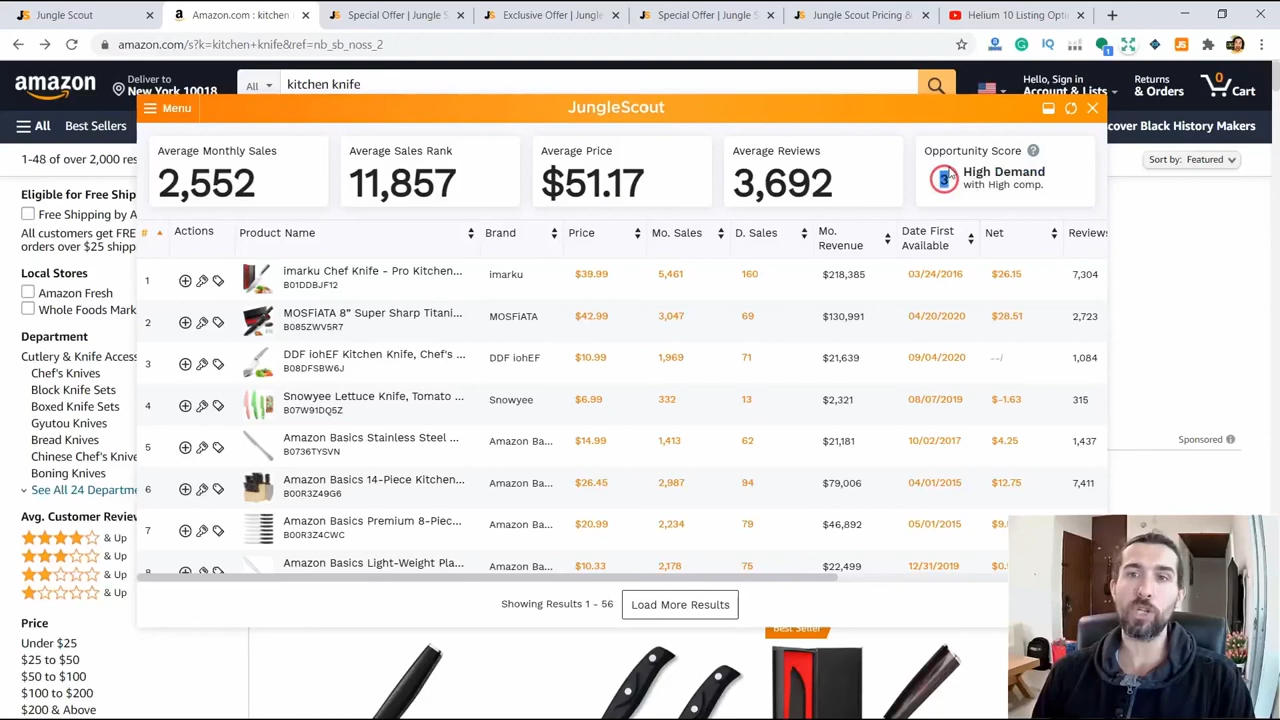 Jungle Scout
Amazon.com : kitchen
Special Offer | Jungle S
Exclusive Offer | Jungle
Special Offer | Jungle Sc
Jungle Scout Pricing &
Helium 10 Listing Opti
amazon.com/s?k=kitchen+knife&ref=nb_sb_noss_2
IQ
JS
amazon
Deliver to
New York 10018
All
kitchen knife
Hello, Sign in
Account & Lists
Returns
& Orders
0
Cart
All
Best Sellers
cover Black History Makers
Menu
JungleScout
1-48 of over 2,000 res
Sort by: Featured
Average Monthly Sales
2,552
Average Sales Rank
11,857
Average Price
$51.17
Average Reviews
3,692
Opportunity Score ?
3
High Demand
with High comp.
Eligible for Free Shipping
Free Shipping by A
All customers get FREE
orders over $25 shipp
Local Stores
Amazon Fresh
Whole Foods Mark
Department
Cutlery & Knife Access
Chef's Knives
Block Knife Sets
Boxed Knife Sets
Gyutou Knives
Bread Knives
Chinese Chef's Knive
Boning Knives
See All 24 Departme
Avg. Customer Review
& Up
& Up
& Up
& Up
Price
Under $25
$25 to $50
$50 to $100
$100 to $200
$200 & Above
# Actions Product Name Brand Price Mo. Sales D. Sales Mo. Revenue Date First Available Net Reviews
1 imarku Chef Knife - Pro Kitchen... imarku $39.99 5,461 160 $218,385 03/24/2016 $26.15 7,304
B01DDBJF12
2 MOSFiATA 8” Super Sharp Titani... MOSFiATA $42.99 3,047 69 $130,991 04/20/2020 $28.51 2,723
B085ZWV5R7
3 DDF iohEF Kitchen Knife, Chef's ... DDF iohEF $10.99 1,969 71 $21,639 09/04/2020 --/ 1,084
B08DFSBW6J
4 Snowyee Lettuce Knife, Tomato ... Snowyee $6.99 332 13 $2,321 08/07/2019 $-1.63 315
B07W91DQ5Z
5 Amazon Basics Stainless Steel ... Amazon Ba... $14.99 1,413 62 $21,181 10/02/2017 $4.25 1,437
B0736TYSVN
6 Amazon Basics 14-Piece Kitchen... Amazon Ba... $26.45 2,987 94 $79,006 04/01/2015 $12.75 7,411
B00R3Z49G6
7 Amazon Basics Premium 8-Piec... Amazon Ba... $20.99 2,234 79 $46,892 05/01/2015 $9.
B00R3Z4CWC
8 Amazon Basics Light-Weight Pla... Amazon Ba... $10.33 2,178 75 $22,499 12/31/2019 $0.
Showing Results 1 - 56
Load More Results
Sponsored
Best Seller